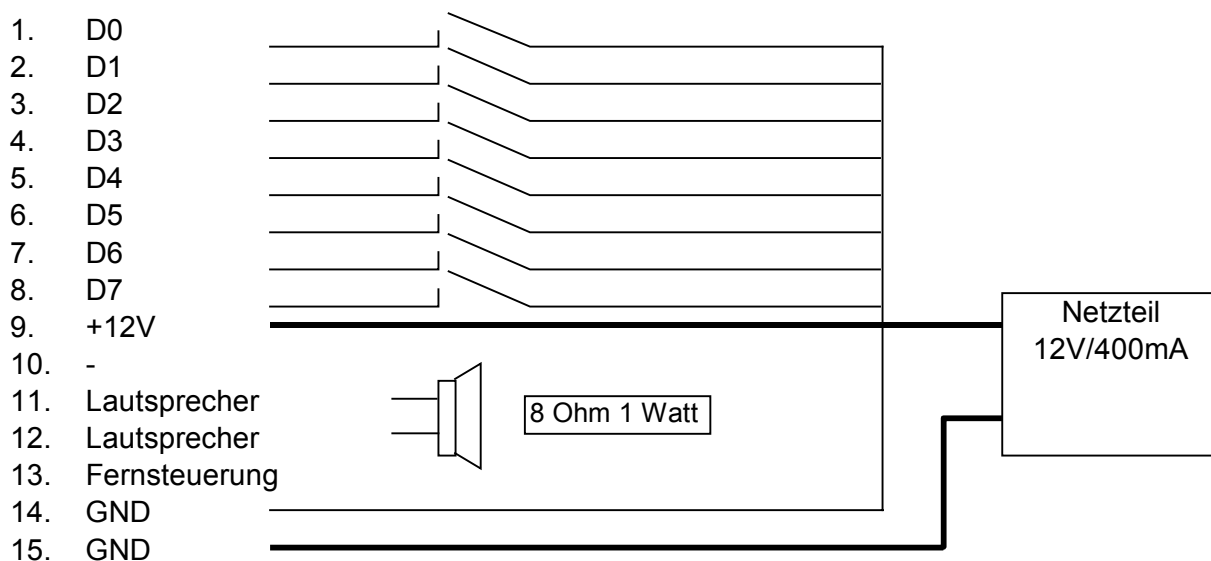 1. D0
2. D1
3. D2
4. D3
5. D4
6. D5
7. D6
8. D7
9. +12V
10. -
11. Lautsprecher
12. Lautsprecher
13. Fernsteuerung
14. GND
15. GND
8 Ohm 1 Watt
Netzteil
12V/400mA